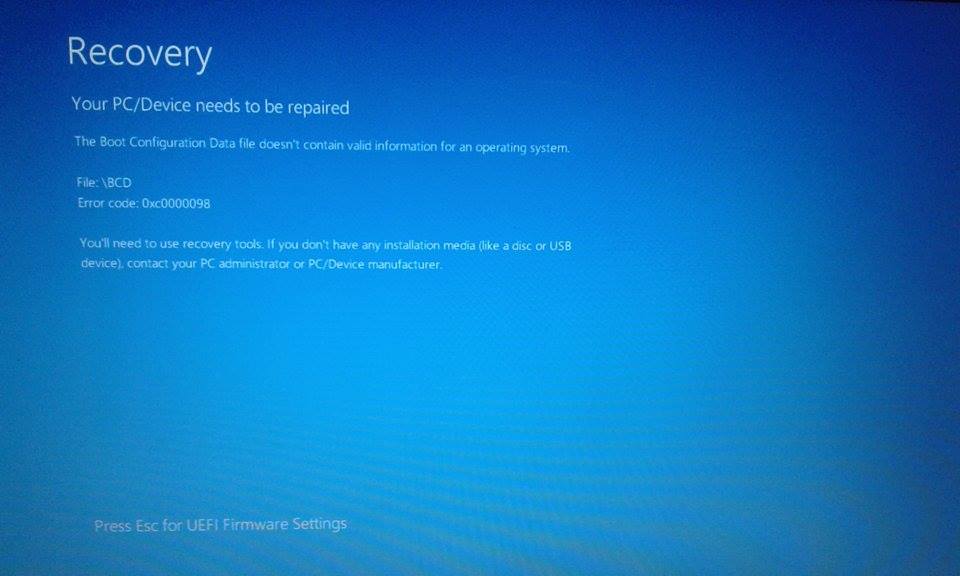 Recovery
Your PC/Device needs to be repaired
The Boot Configuration Data file doesn't contain valid information for an operating system.
File: \BCD
Error code: 0xc0000098
You'll need to use recovery tools. If you don't have any installation media (like a disc or USB
device), contact your PC administrator or PC/Device manufacturer.
Press Esc for UEFI Firmware Settings